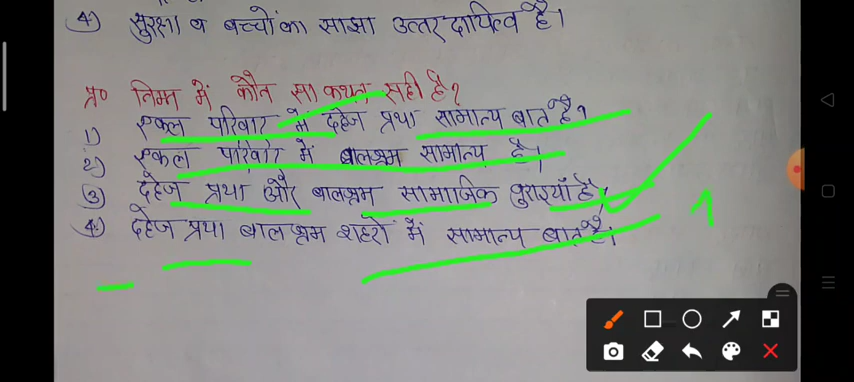 4) सुरक्षा व बच्चों का साझा उत्तरदायित्व है।
प्र० निम्न में कौन सा कथन सही है?
1) एकल परिवार में दहेज प्रथा सामान्य बात है?
2) एकल परिवार में बालश्रम सामान्य है।
3) दहेज प्रथा और बालश्रम सामाजिक बुराइयाँ है,
4) दहेज प्रथा बालश्रम शहरों में सामान्य बात है।